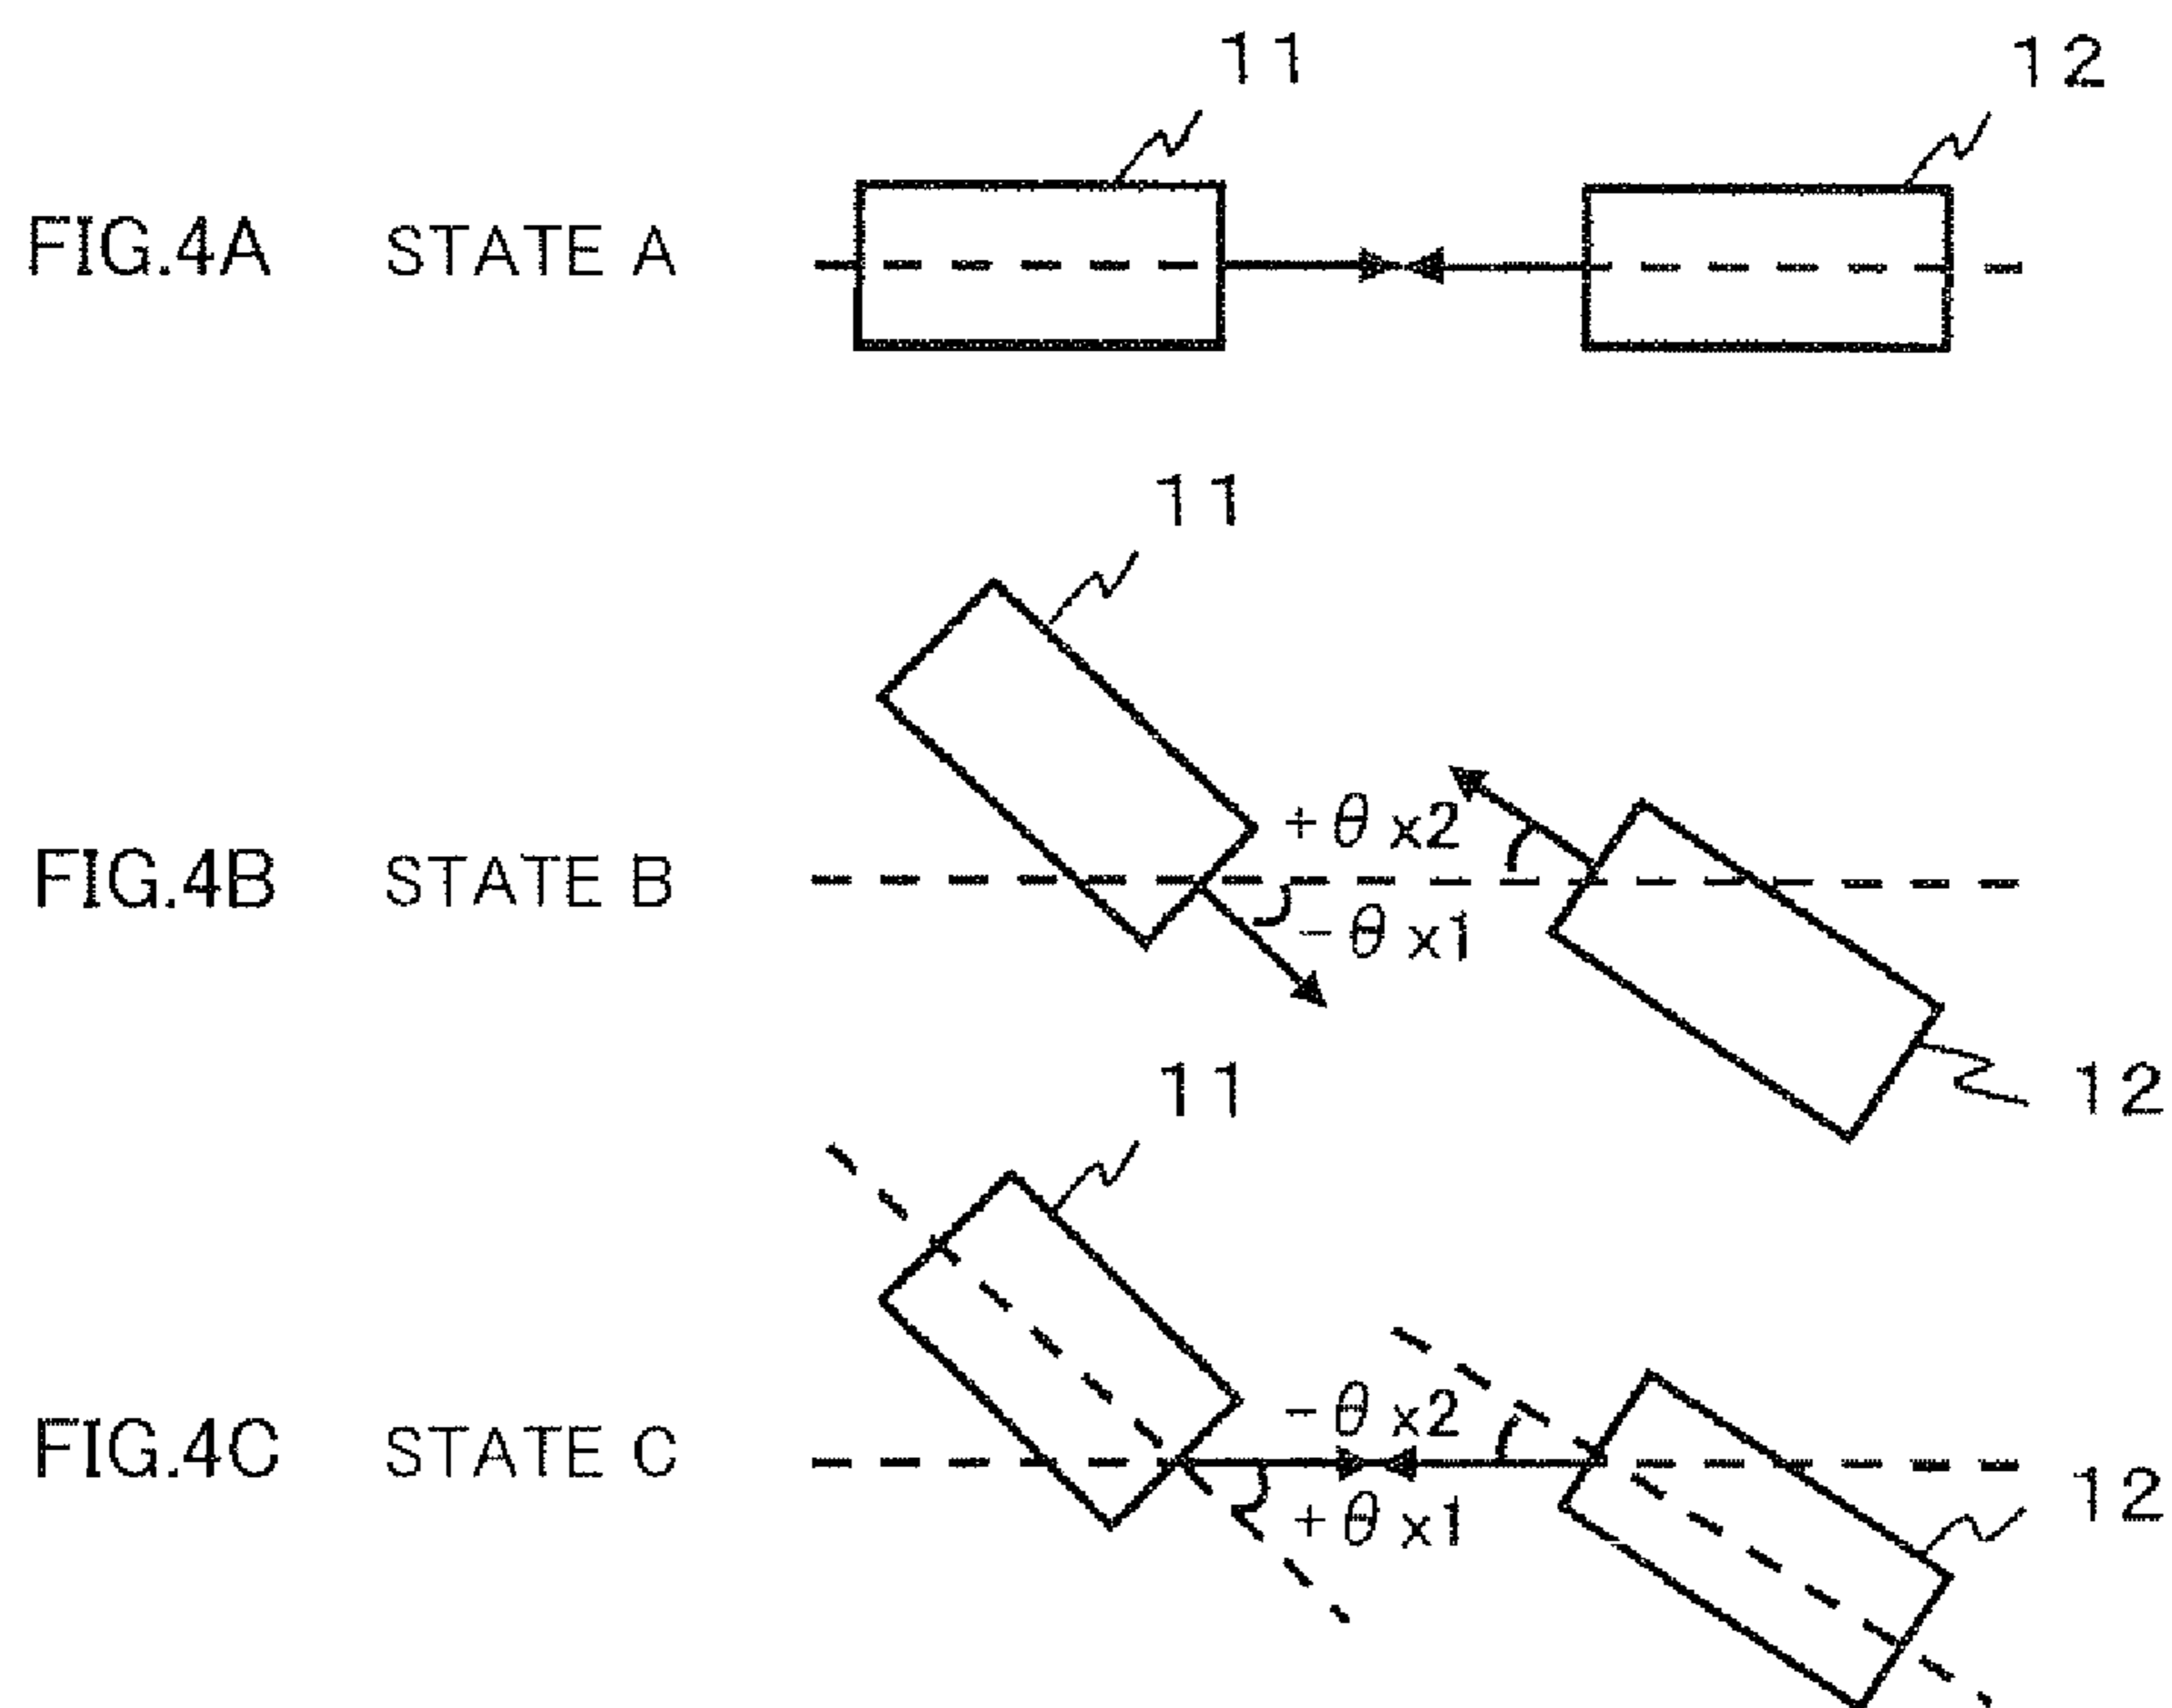 11
12
FIG.4A STATE A
11
+θx2
FIG.4B STATE B
-θx1
12
11
-θx2
FIG.4C STATE C
12
+θx1